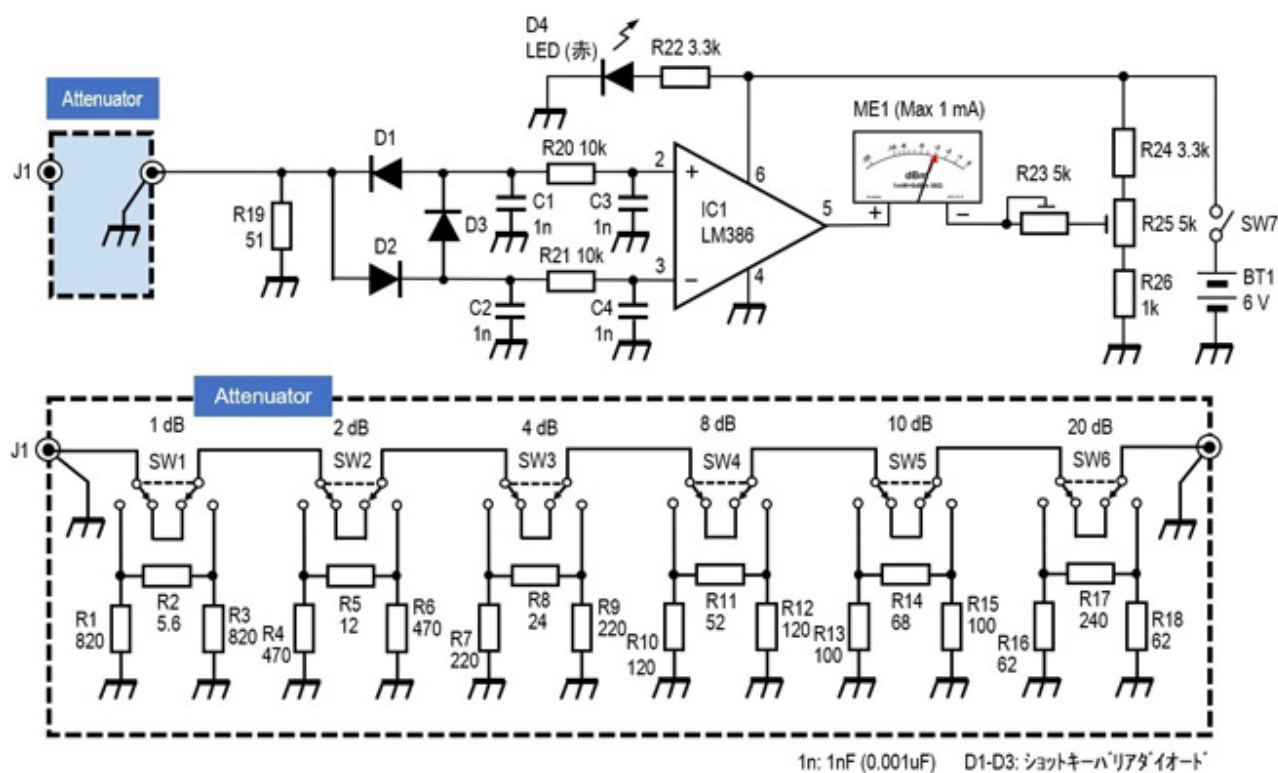 D4
LED (赤)
R22 3.3k
Attenuator
ME1 (Max 1 mA)
J1
D1
R20 10k
2
+
6
R24 3.3k
R23 5k
dBm
R19
51
C1
1n
C3
1n
D3
IC1
LM386
5
+
−
R25 5k
SW7
D2
R21 10k
3
−
4
R26
1k
BT1
6 V
C2
1n
C4
1n
Attenuator
1 dB
2 dB
4 dB
8 dB
10 dB
20 dB
J1
SW1
SW2
SW3
SW4
SW5
SW6
R1
820
R2
5.6
R3
820
R4
470
R5
12
R6
470
R7
220
R8
24
R9
220
R10
120
R11
52
R12
120
R13
100
R14
68
R15
100
R16
62
R17
240
R18
62
1n: 1nF (0.001uF) D1-D3: ショットキーバリアダイオード